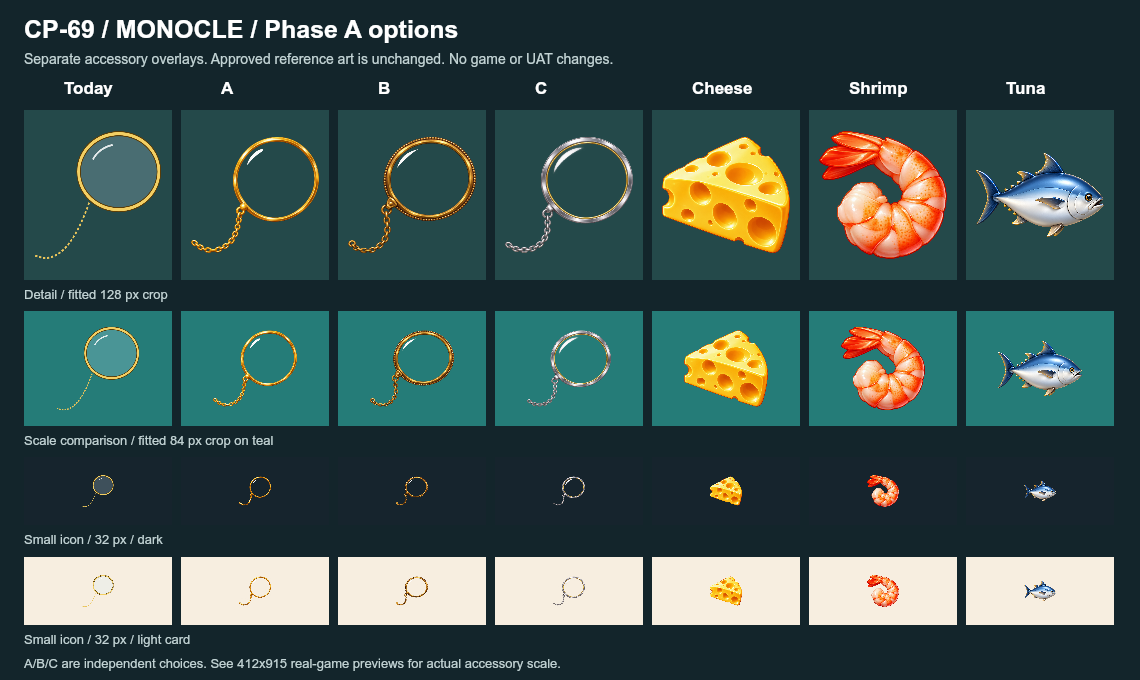 CP-69 / MONOCLE / Phase A options
Separate accessory overlays. Approved reference art is unchanged. No game or UAT changes.
Today A B C Cheese Shrimp Tuna
Detail / fitted 128 px crop
Scale comparison / fitted 84 px crop on teal
Small icon / 32 px / dark
Small icon / 32 px / light card
A/B/C are independent choices. See 412x915 real-game previews for actual accessory scale.